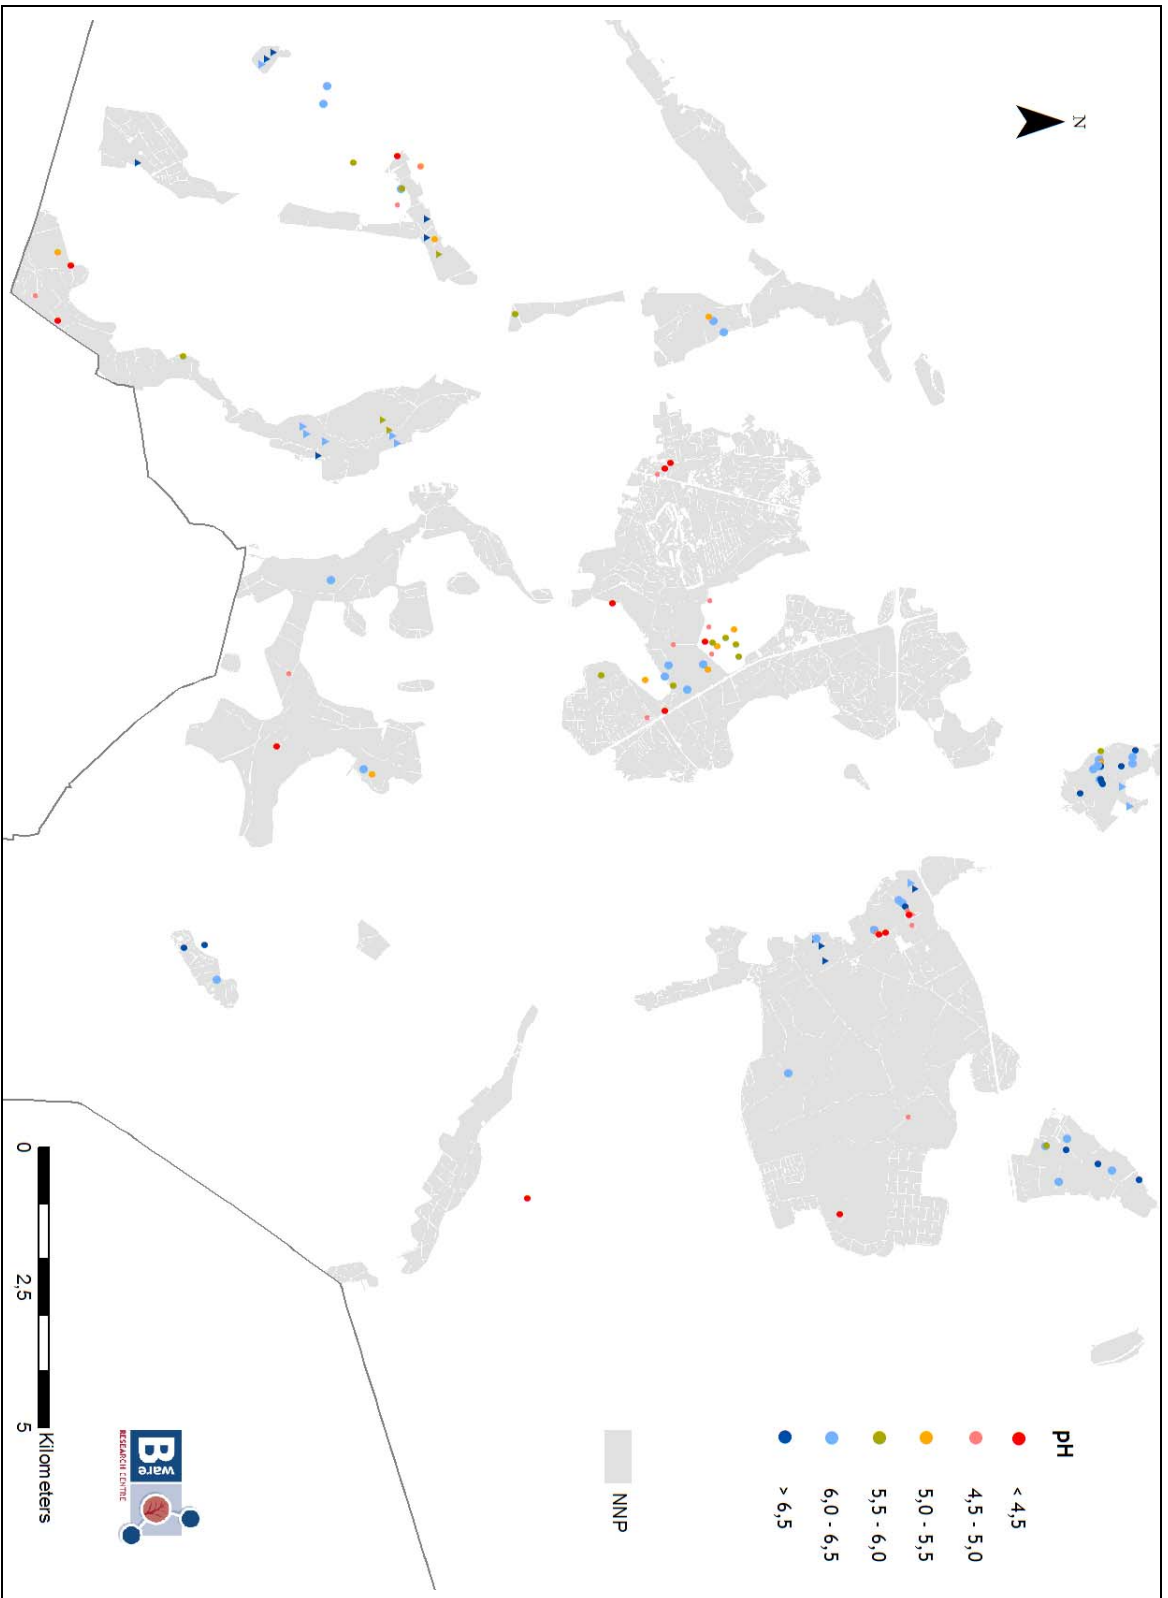 N
pH
< 4,5
4,5 - 5,0
5,0 - 5,5
5,5 - 6,0
6,0 - 6,5
> 6,5
NNP
0 2,5 5
Kilometers
B ware
RESEARCH CENTRE